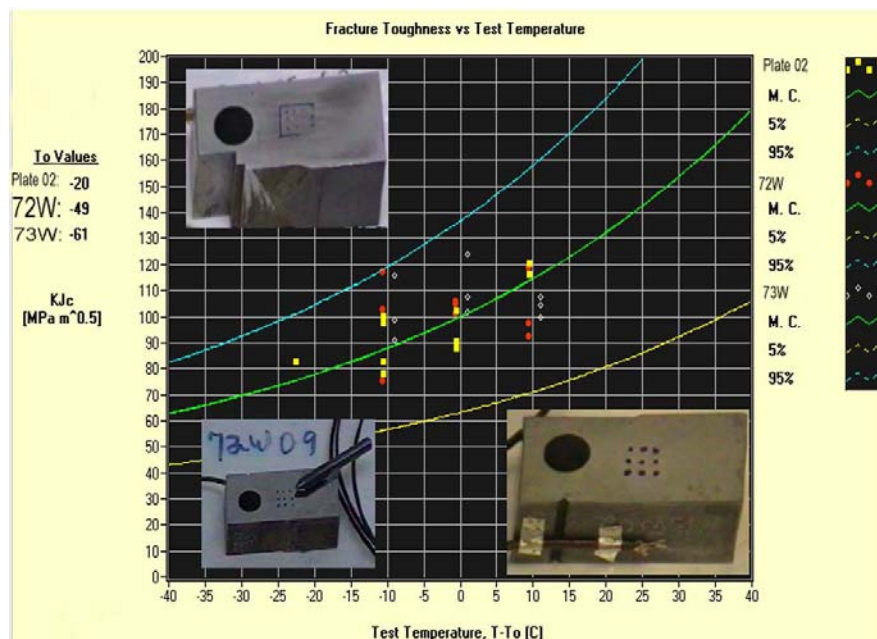 Fracture Toughness vs Test Temperature
To Values
Plate 02: -20
72W: -49
73W: -61
KJc
[MPa m^0.5]
200
190
180
170
160
150
140
130
120
110
100
90
80
70
60
50
40
30
20
10
0
72W09
-40 -35 -30 -25 -20 -15 -10 -5 0 5 10 15 20 25 30 35 40
Test Temperature, T-To [C]
Plate 02
M. C.
5%
95%
72W
M. C.
5%
95%
73W
M. C.
5%
95%